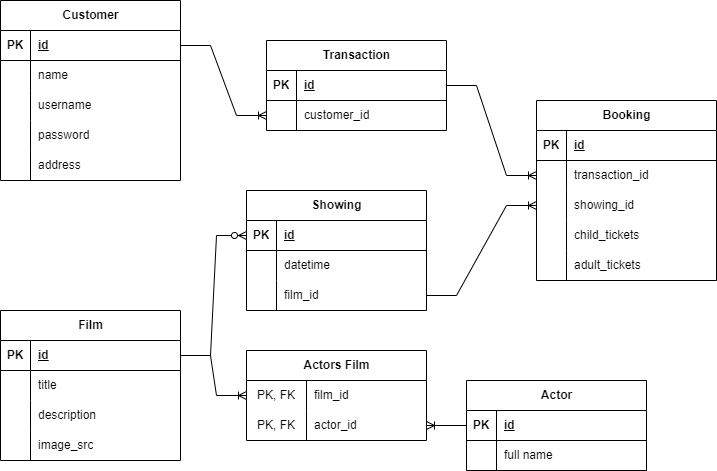 Customer
PK id
name
username
password
address
Transaction
PK id
customer_id
Booking
PK id
transaction_id
showing_id
child_tickets
adult_tickets
Showing
PK id
datetime
film_id
Film
PK id
title
description
image_src
Actors Film
PK, FK film_id
PK, FK actor_id
Actor
PK id
full name